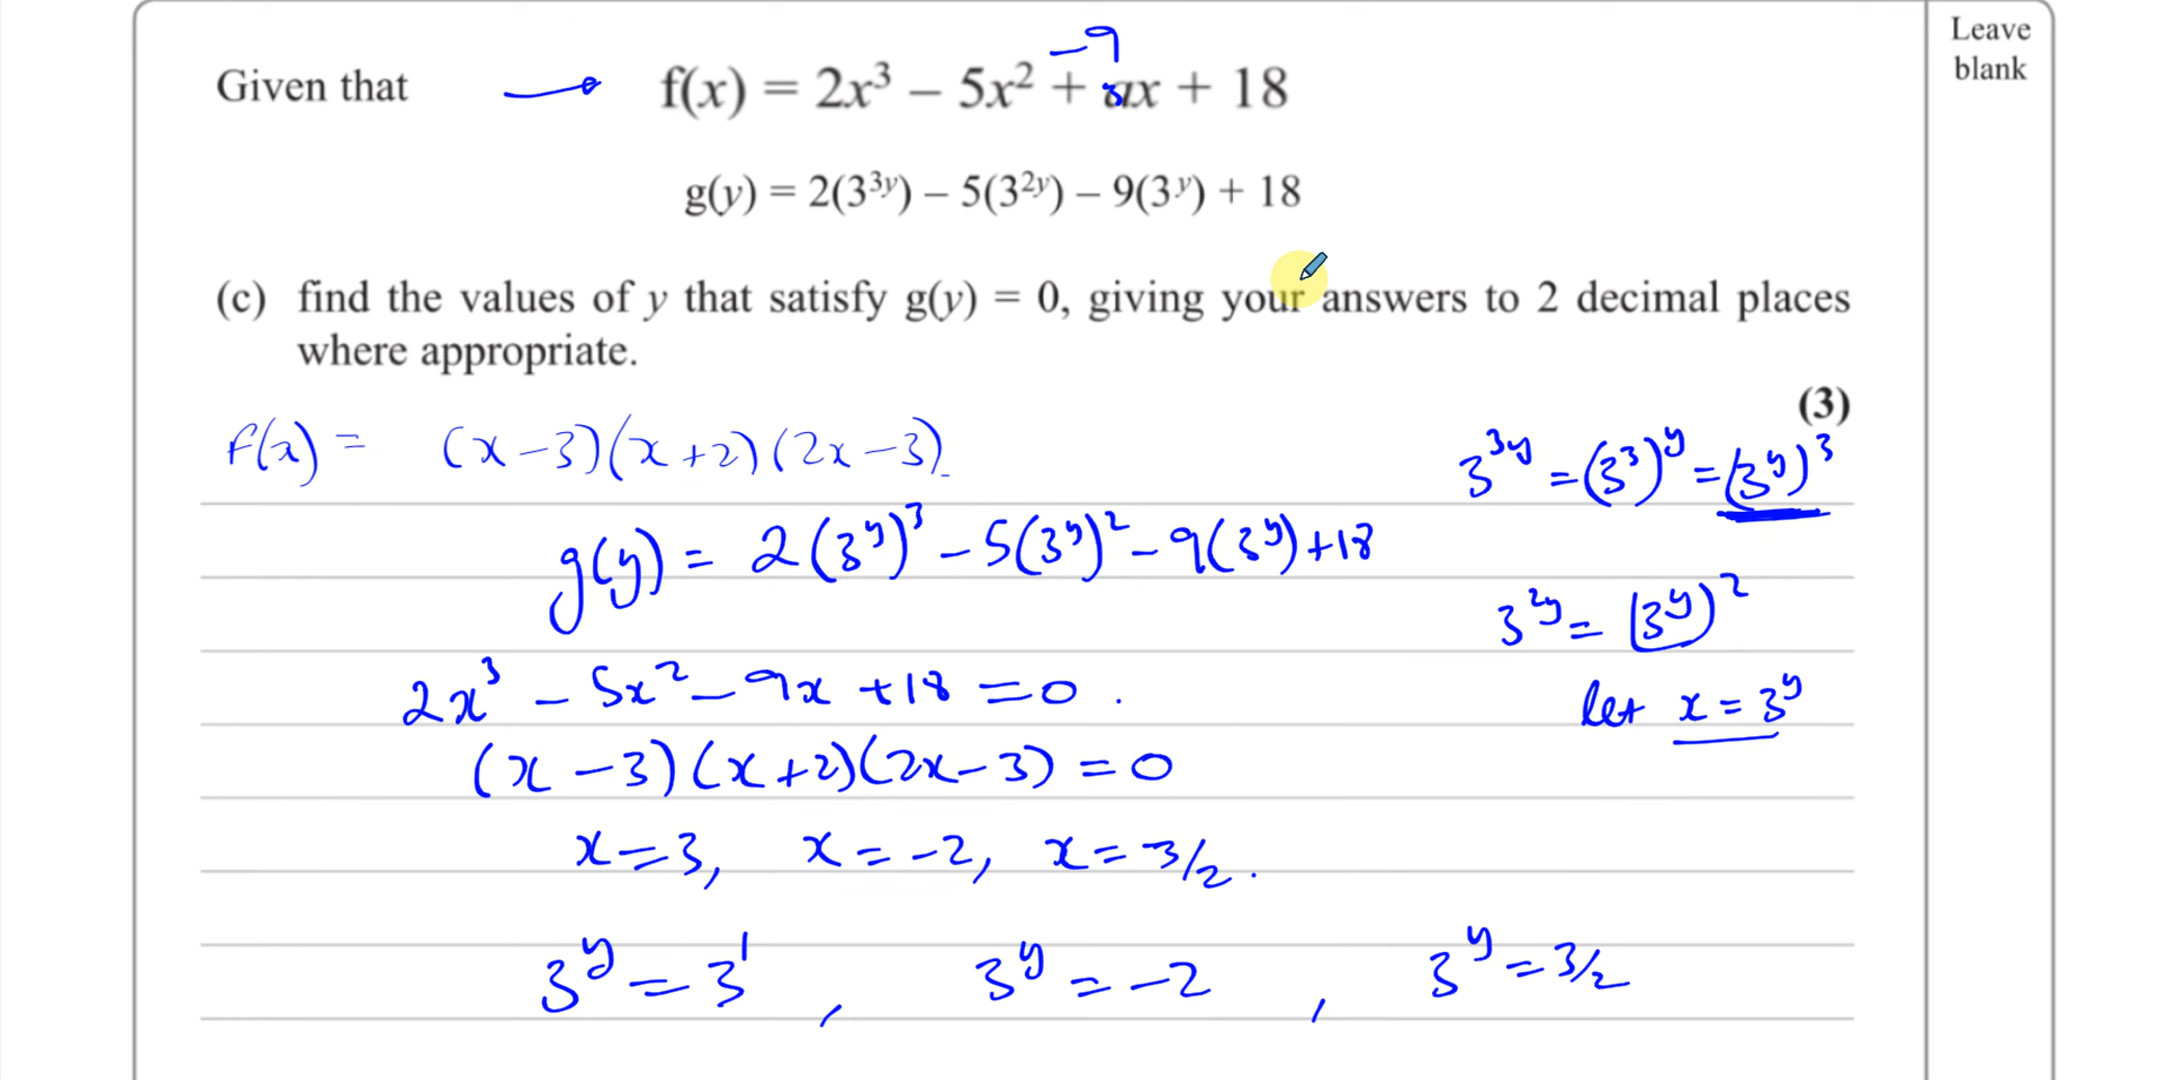 Leave
blank
-9
Given that f(x) = 2x³ – 5x² + ax + 18
g(y) = 2(3³ʸ) – 5(3²ʸ) – 9(3ʸ) + 18
(c) find the values of y that satisfy g(y) = 0, giving your answers to 2 decimal places
where appropriate.
(3)
f(x) = (x-3)(x+2)(2x-3).
3³ʸ = (3³)ʸ = (3ʸ)³
g(y) = 2(3ʸ)³ - 5(3ʸ)² - 9(3ʸ) + 18
3²ʸ = (3ʸ)²
2x³ - 5x² - 9x + 18 = 0.
let x = 3ʸ
(x-3)(x+2)(2x-3) = 0
x = 3, x = -2, x = 3/2.
3ʸ = 3¹, 3ʸ = -2, 3ʸ = 3/2